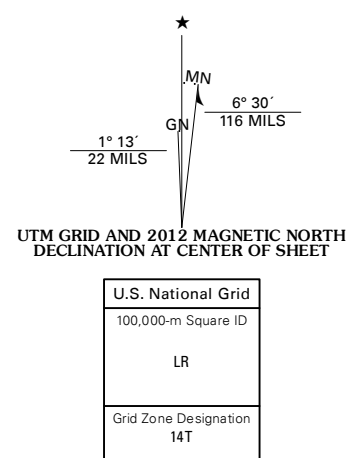 ★
MN
6° 30´
116 MILS
GN
1° 13´
22 MILS
UTM GRID AND 2012 MAGNETIC NORTH
DECLINATION AT CENTER OF SHEET
U.S. National Grid
100,000-m Square ID
LR
Grid Zone Designation
14T